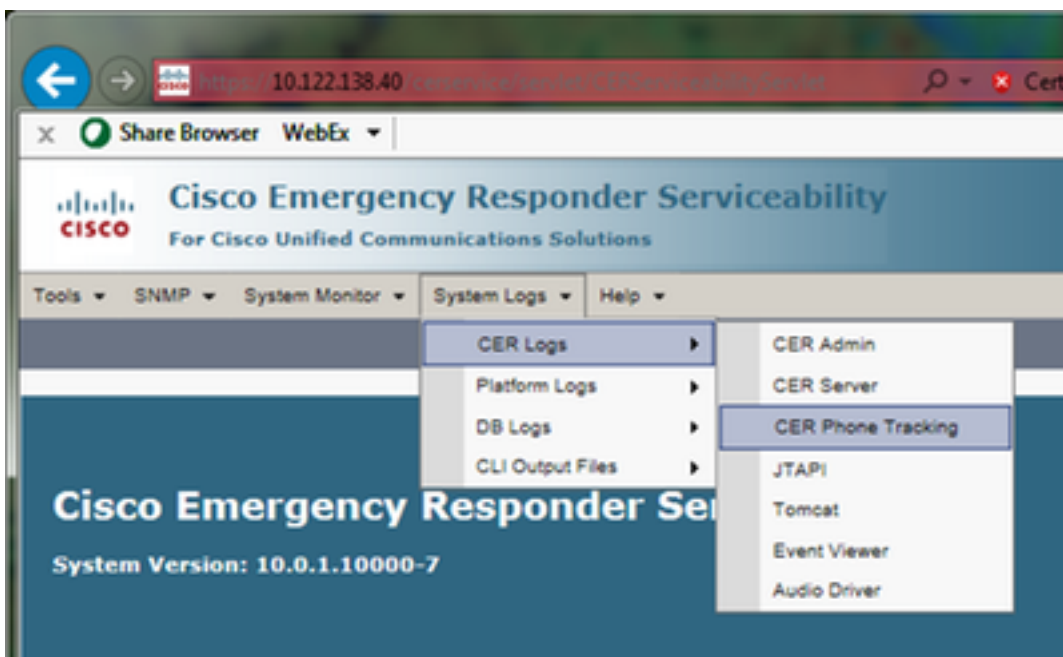 https://10.122.138.40/cerservice/servlet/CERServiceabilityServlet Cert
x Share Browser WebEx
CISCO
Cisco Emergency Responder Serviceability
For Cisco Unified Communications Solutions
Tools SNMP System Monitor System Logs Help
CER Logs
Platform Logs
DB Logs
CLI Output Files
CER Admin
CER Server
CER Phone Tracking
JTAPI
Tomcat
Event Viewer
Audio Driver
Cisco Emergency Responder Ser
System Version: 10.0.1.10000-7